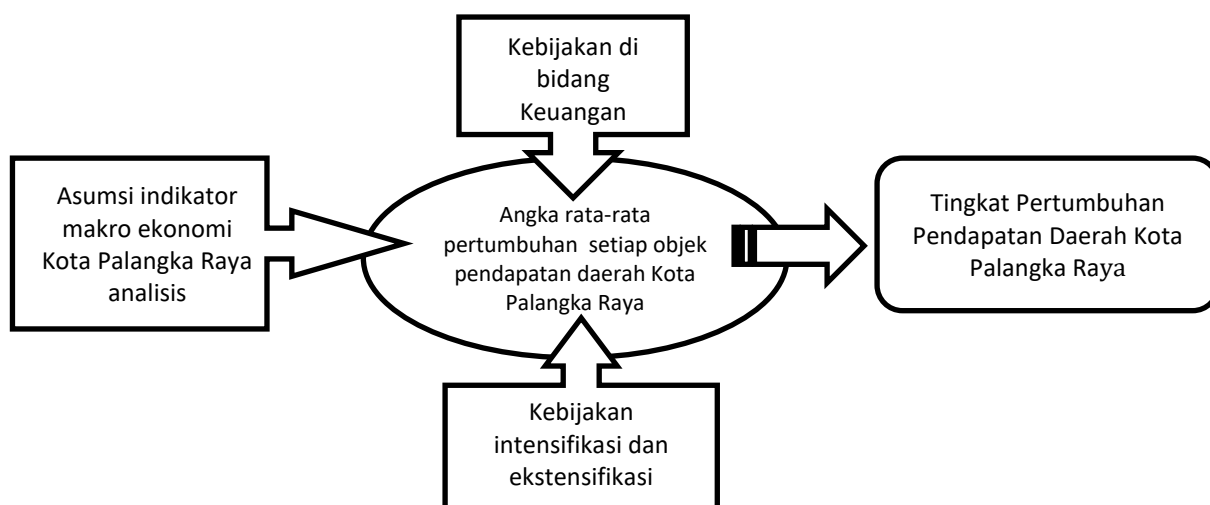 Kebijakan di
bidang
Keuangan
Asumsi indikator
makro ekonomi
Kota Palangka Raya
analisis
Angka rata-rata
pertumbuhan setiap objek
pendapatan daerah Kota
Palangka Raya
Tingkat Pertumbuhan
Pendapatan Daerah Kota
Palangka Raya
Kebijakan
intensifikasi dan
ekstensifikasi